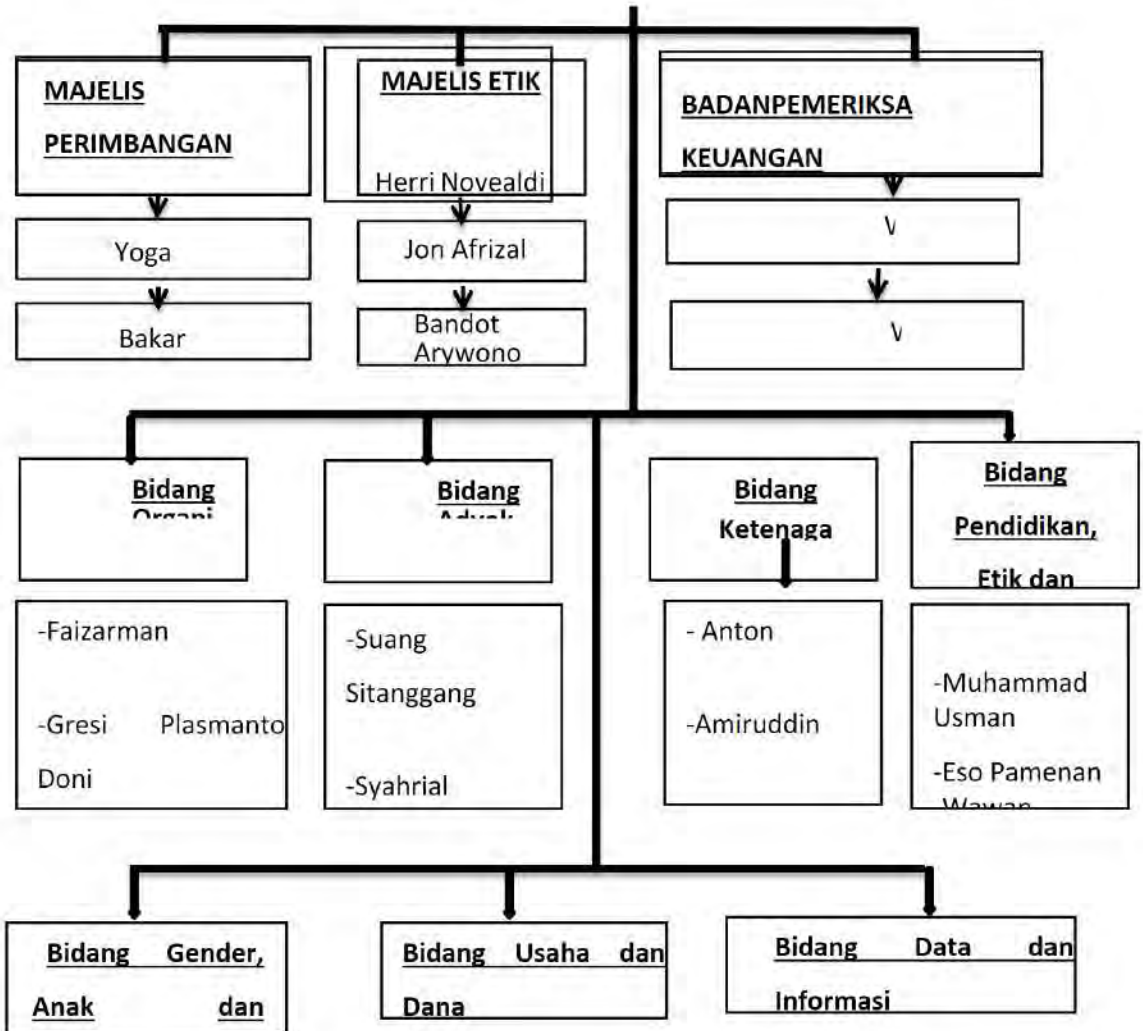 MAJELIS
PERIMBANGAN
MAJELIS ETIK
Herri Novealdi
BADANPEMERIKSA
KEUANGAN
Yoga
Jon Afrizal
Bakar
Bandot
Arywono
Bidang
Bidang
Bidang
Ketenaga
Bidang
Pendidikan,
Etik dan
-Faizarman
-Gresi Plasmanto
Doni
-Suang
Sitanggang
-Syahrial
- Anton
-Amiruddin
-Muhammad
Usman
-Eso Pamenan
Wawan
Bidang Gender,
Anak dan
Bidang Usaha dan
Dana
Bidang Data dan
Informasi